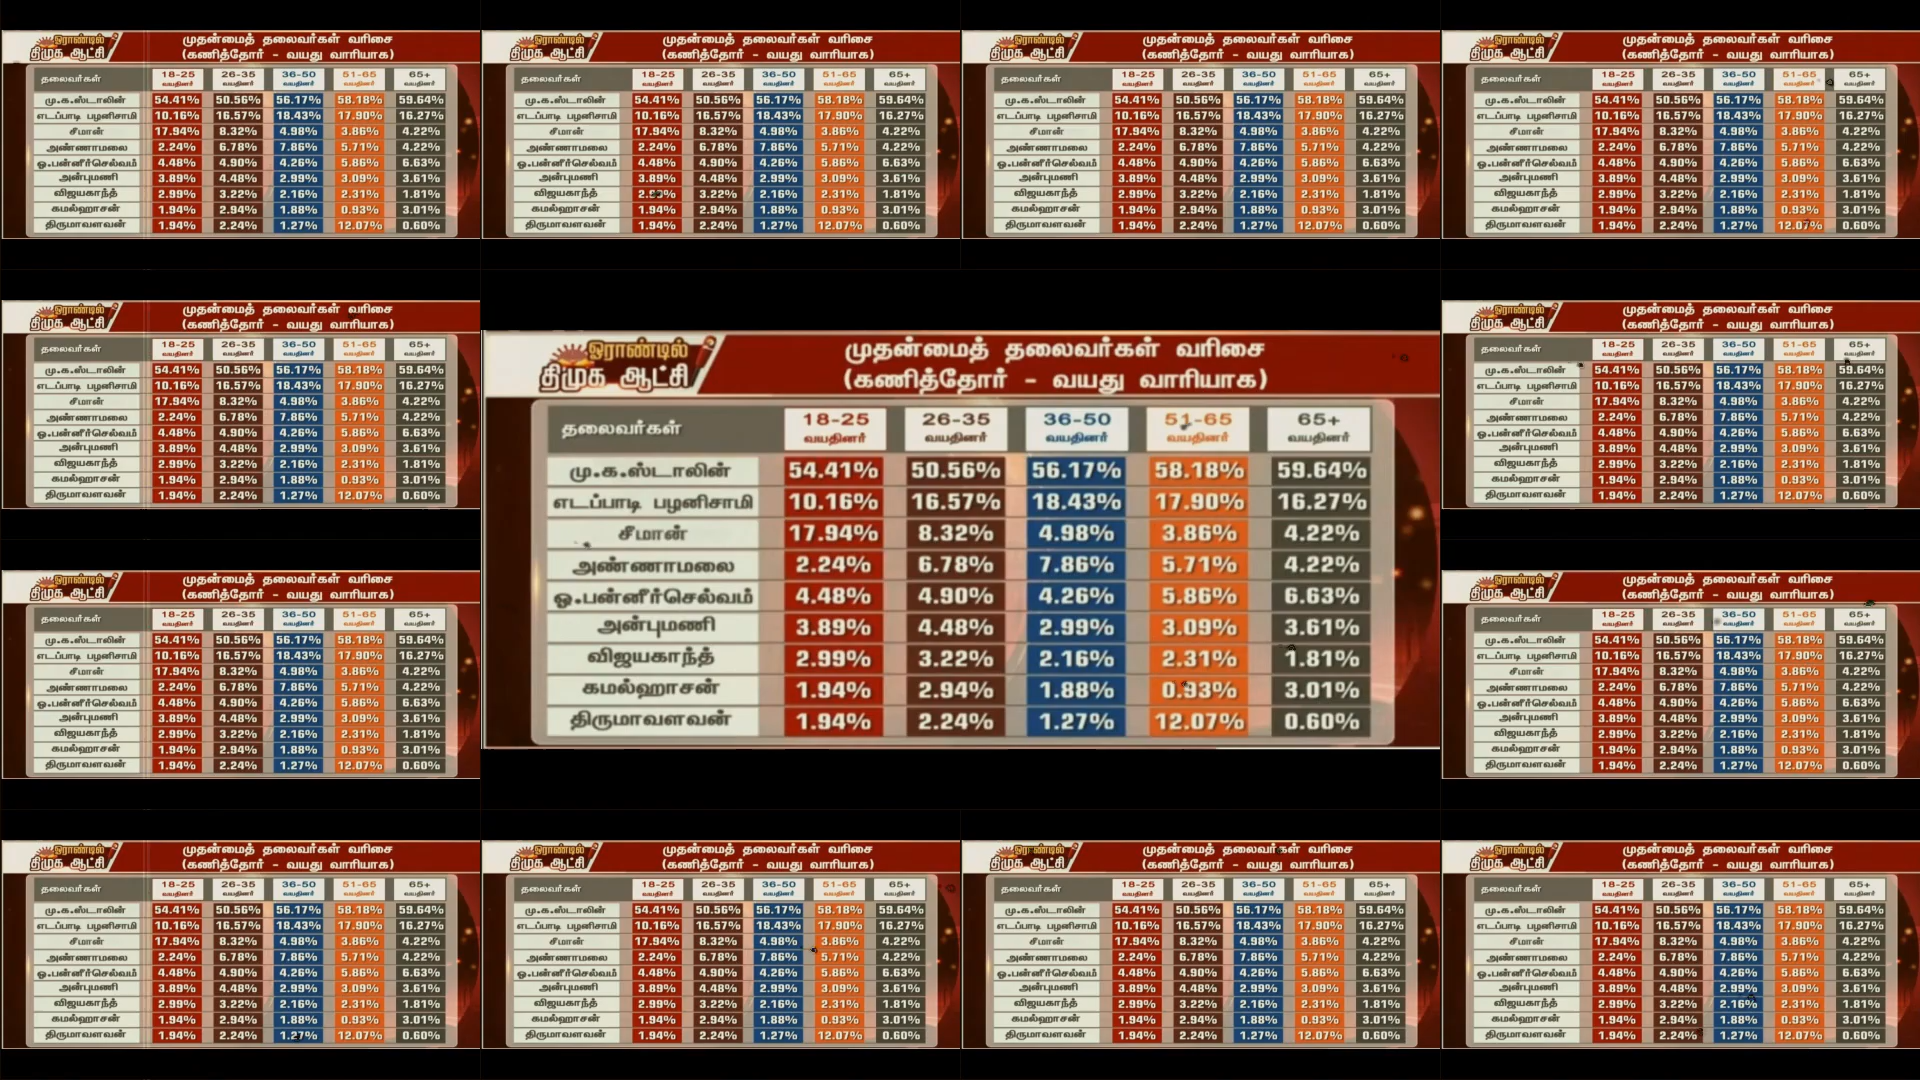 ஓராண்டில்
திமுக ஆட்சி
முதன்மைத் தலைவர்கள் வரிசை
(கணித்தோர் - வயது வாரியாக)
தலைவர்கள் 18-25 வயதினர் 26-35 வயதினர் 36-50 வயதினர் 51-65 வயதினர் 65+ வயதினர்
மு.க.ஸ்டாலின் 54.41% 50.56% 56.17% 58.18% 59.64%
எடப்பாடி பழனிசாமி 10.16% 16.57% 18.43% 17.90% 16.27%
சீமான் 17.94% 8.32% 4.98% 3.86% 4.22%
அண்ணாமலை 2.24% 6.78% 7.86% 5.71% 4.22%
ஓ.பன்னீர்செல்வம் 4.48% 4.90% 4.26% 5.86% 6.63%
அன்புமணி 3.89% 4.48% 2.99% 3.09% 3.61%
விஜயகாந்த் 2.99% 3.22% 2.16% 2.31% 1.81%
கமல்ஹாசன் 1.94% 2.94% 1.88% 0.93% 3.01%
திருமாவளவன் 1.94% 2.24% 1.27% 12.07% 0.60%